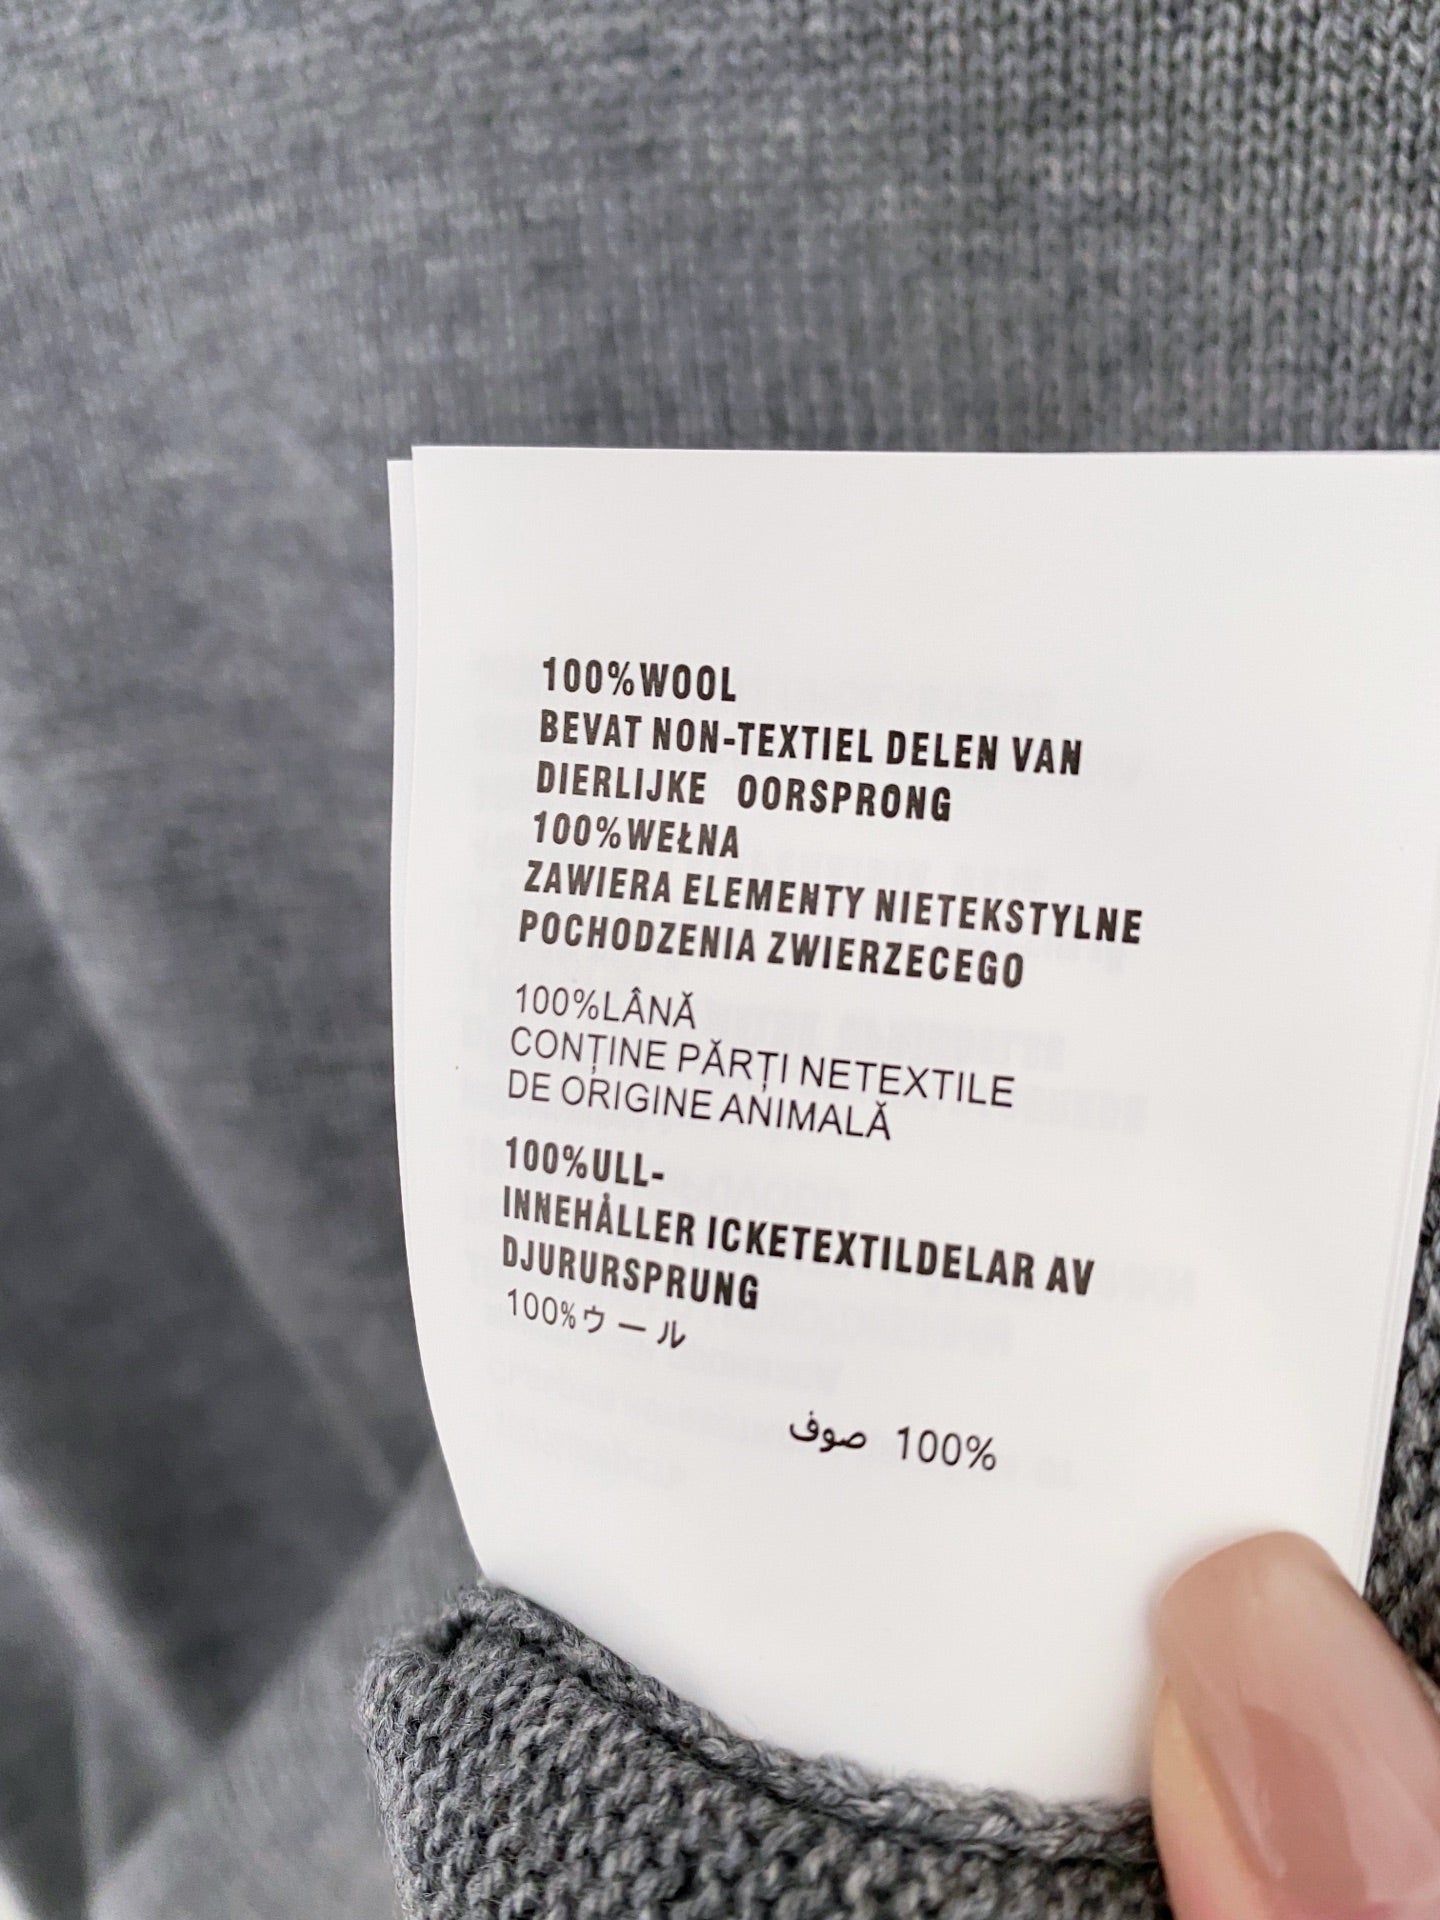 100%WOOL
BEVAT NON-TEXTIEL DELEN VAN
DIERLIJKE OORSPRONG
100%WEŁNA
ZAWIERA ELEMENTY NIETEKSTYLNE
POCHODZENIA ZWIERZECEGO
100%LÂNĂ
CONȚINE PĂRȚI NETEXTILE
DE ORIGINE ANIMALĂ
100%ULL-
INNEHÅLLER ICKETEXTILDELAR AV
DJURURSPRUNG
100%ウール
100% صوف